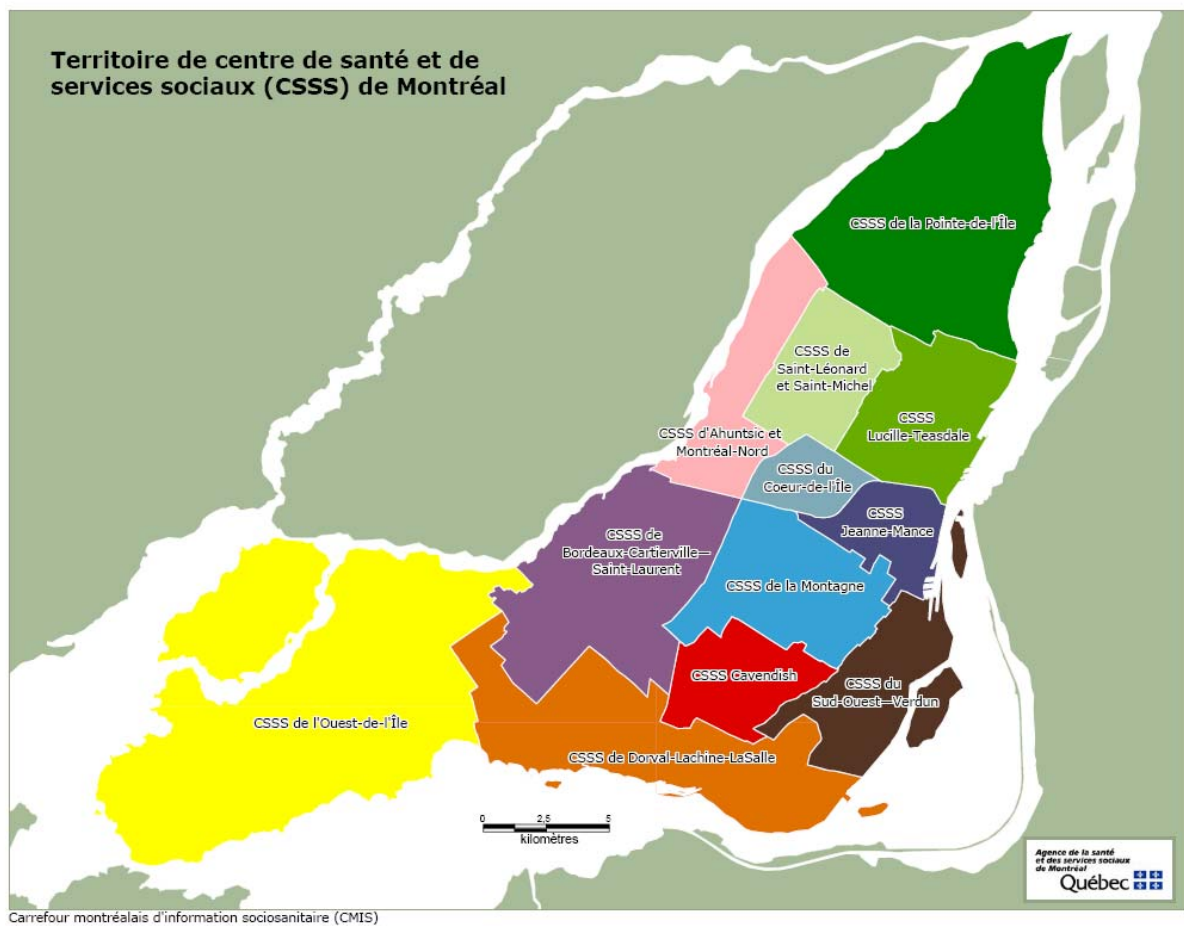 Territoire de centre de santé et de
services sociaux (CSSS) de Montréal
CSSS de la Pointe-de-l'Île
CSSS de
Saint-Léonard
et Saint-Michel
CSSS
Lucille-Teasdale
CSSS d'Ahuntsic et
Montréal-Nord
CSSS du
Coeur-de-l'Île
CSSS
Jeanne-Mance
CSSS de
Bordeaux-Cartierville—
Saint-Laurent
CSSS de la Montagne
CSSS Cavendish
CSSS du
Sud-Ouest—Verdun
CSSS de l'Ouest-de-l'Île
CSSS de Dorval-Lachine-LaSalle
0 2,5 5
kilomètres
Agence de la santé
et des services sociaux
de Montréal
Québec
Carrefour montréalais d'information sociosanitaire (CMIS)